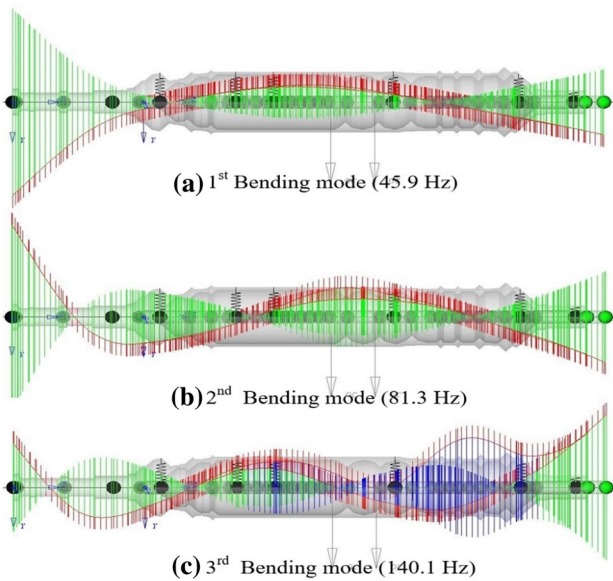 r r
(a) 1st Bending mode (45.9 Hz)
r r
(b) 2nd Bending mode (81.3 Hz)
r r
(c) 3rd Bending mode (140.1 Hz)